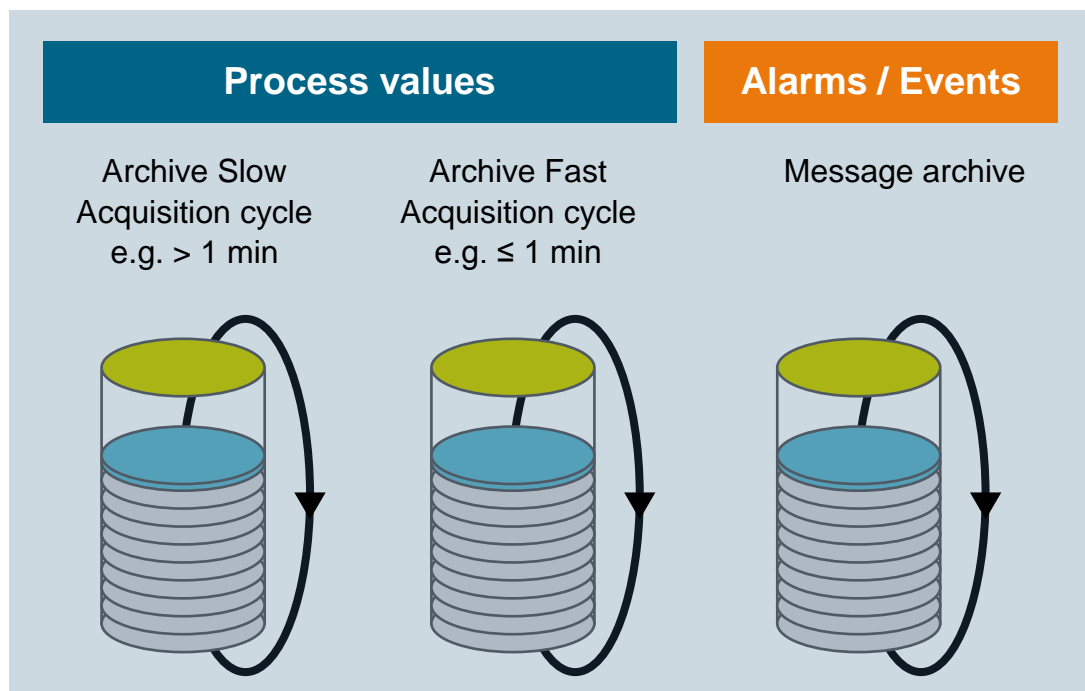 Process values
Alarms / Events
Archive Slow
Acquisition cycle
e.g. > 1 min
Archive Fast
Acquisition cycle
e.g. ≤ 1 min
Message archive